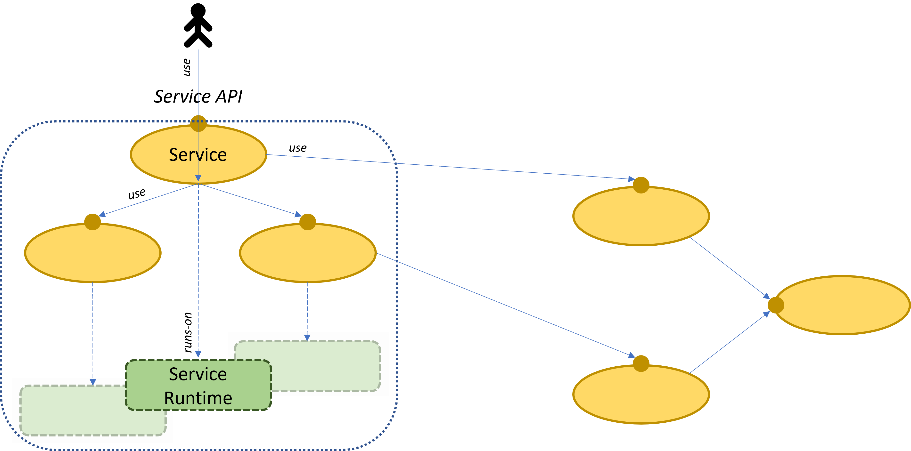 use
Service API
Service
use
use
runs-on
Service
Runtime